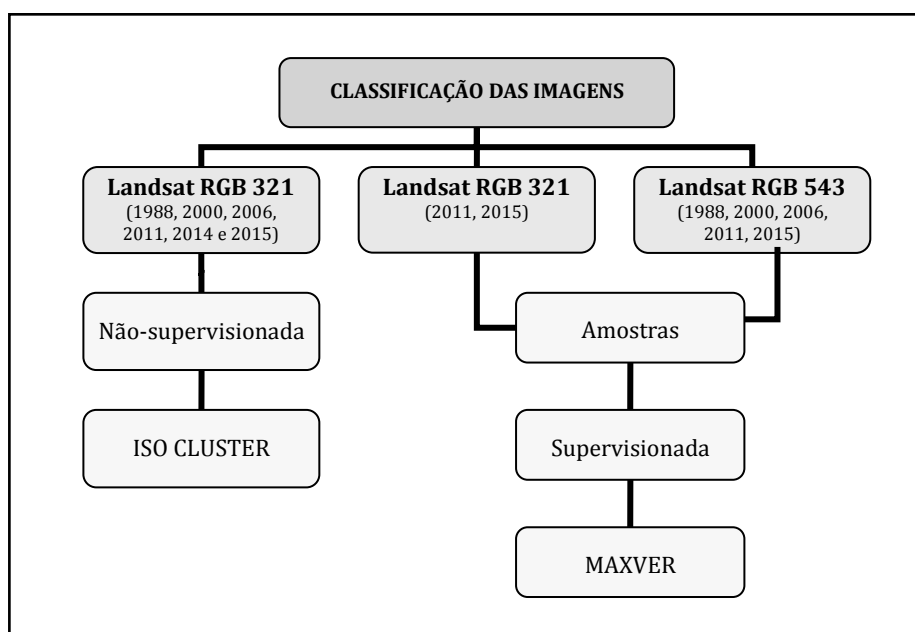 CLASSIFICAÇÃO DAS IMAGENS
Landsat RGB 321
(1988, 2000, 2006,
2011, 2014 e 2015)
Landsat RGB 321
(2011, 2015)
Landsat RGB 543
(1988, 2000, 2006,
2011, 2015)
Não-supervisionada
Amostras
ISO CLUSTER
Supervisionada
MAXVER